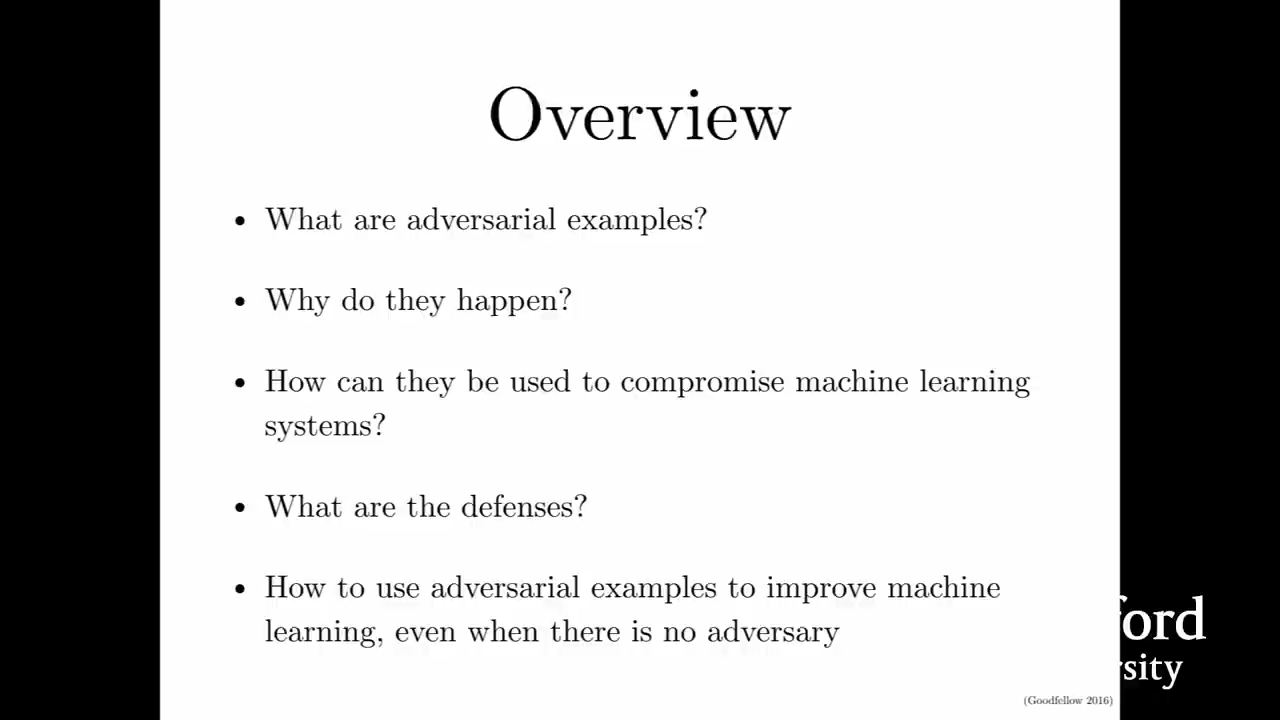 Overview
• What are adversarial examples?
• Why do they happen?
• How can they be used to compromise machine learning
systems?
• What are the defenses?
• How to use adversarial examples to improve machine
learning, even when there is no adversary
(Goodfellow 2016)
ford
rsity